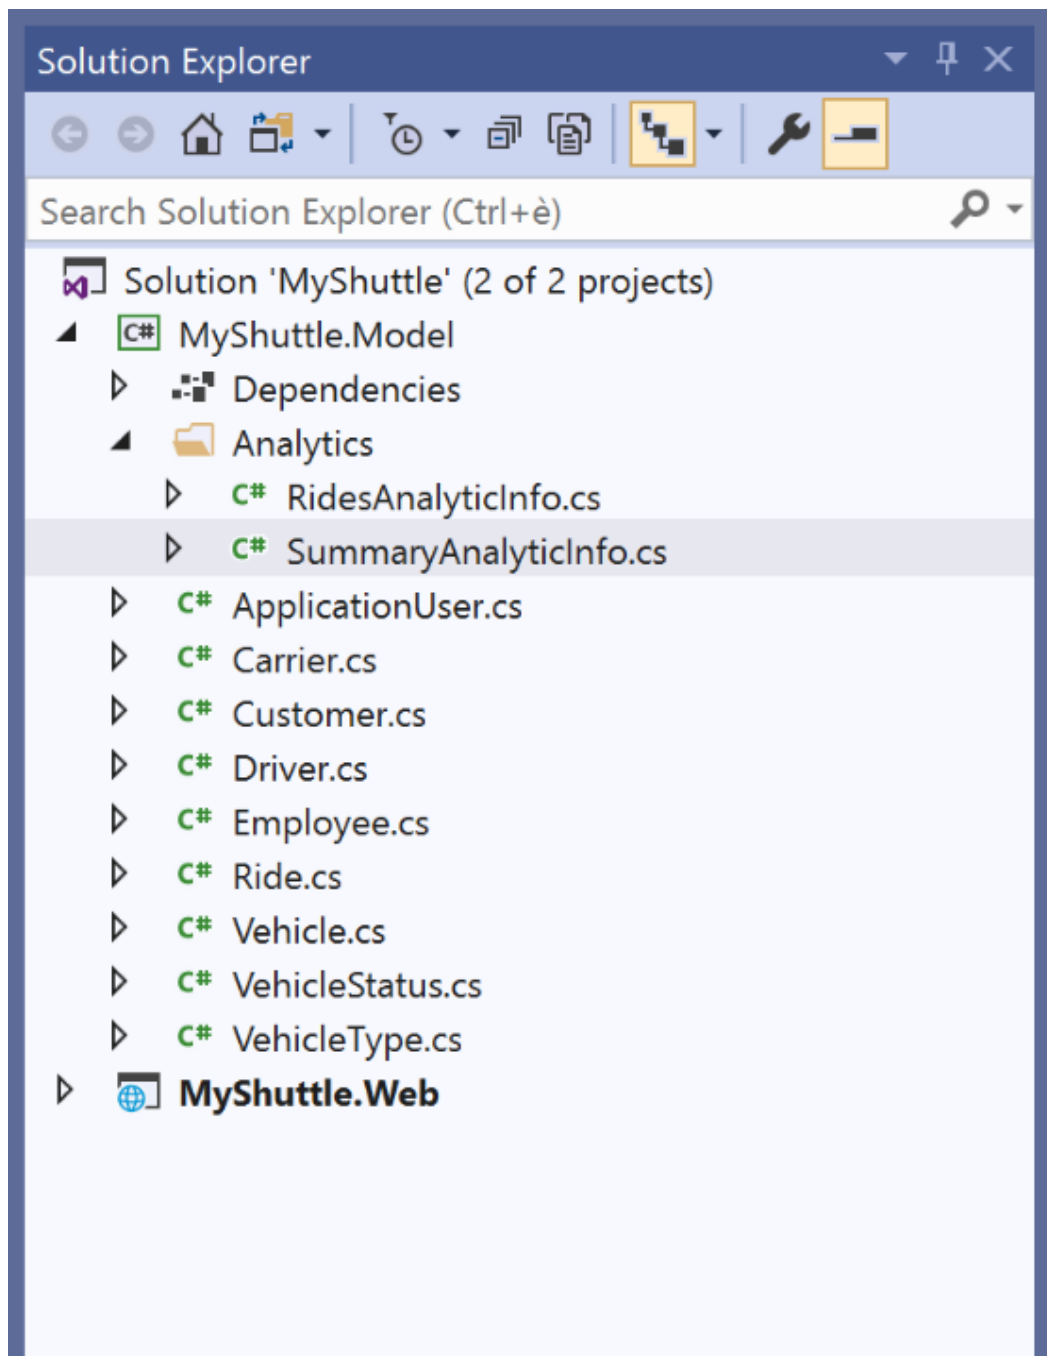 Solution Explorer
Search Solution Explorer (Ctrl+è)
Solution 'MyShuttle' (2 of 2 projects)
C# MyShuttle.Model
Dependencies
Analytics
C# RidesAnalyticInfo.cs
C# SummaryAnalyticInfo.cs
C# ApplicationUser.cs
C# Carrier.cs
C# Customer.cs
C# Driver.cs
C# Employee.cs
C# Ride.cs
C# Vehicle.cs
C# VehicleStatus.cs
C# VehicleType.cs
MyShuttle.Web